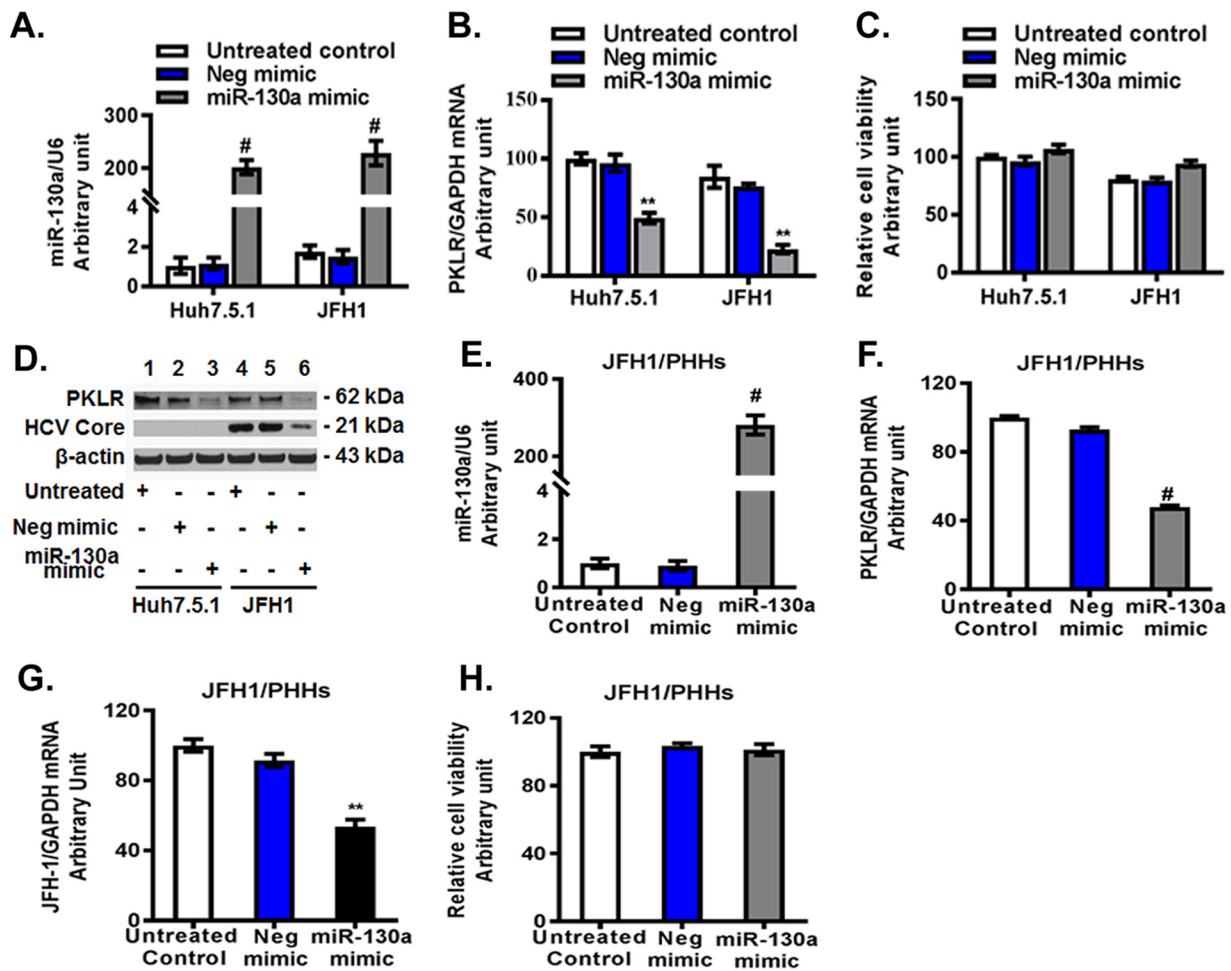 A.
Untreated control
Neg mimic
miR-130a mimic
miR-130a/U6
Arbitrary unit
300
200
4
2
0
#
#
Huh7.5.1
JFH1
B.
Untreated control
Neg mimic
miR-130a mimic
PKLR/GAPDH mRNA
Arbitrary unit
150
100
50
0
**
**
Huh7.5.1
JFH1
C.
Untreated control
Neg mimic
miR-130a mimic
Relative cell viability
Arbitrary unit
150
100
50
0
Huh7.5.1
JFH1
D.
1 2 3 4 5 6
PKLR - 62 kDa
HCV Core - 21 kDa
β-actin - 43 kDa
Untreated + - - + - -
Neg mimic - + - - + -
miR-130a
mimic - - + - - +
Huh7.5.1 JFH1
E.
JFH1/PHHs
miR-130a/U6
Arbitrary unit
400
200
4
2
0
#
Untreated Neg miR-130a
Control mimic mimic
F.
JFH1/PHHs
PKLR/GAPDH mRNA
Arbitrary unit
120
80
40
0
#
Untreated Neg miR-130a
Control mimic mimic
G.
JFH1/PHHs
JFH-1/GAPDH mRNA
Arbitrary Unit
120
80
40
0
**
Untreated Neg miR-130a
Control mimic mimic
H.
JFH1/PHHs
Relative cell viability
Arbitrary unit
120
80
40
0
Untreated Neg miR-130a
Control mimic mimic